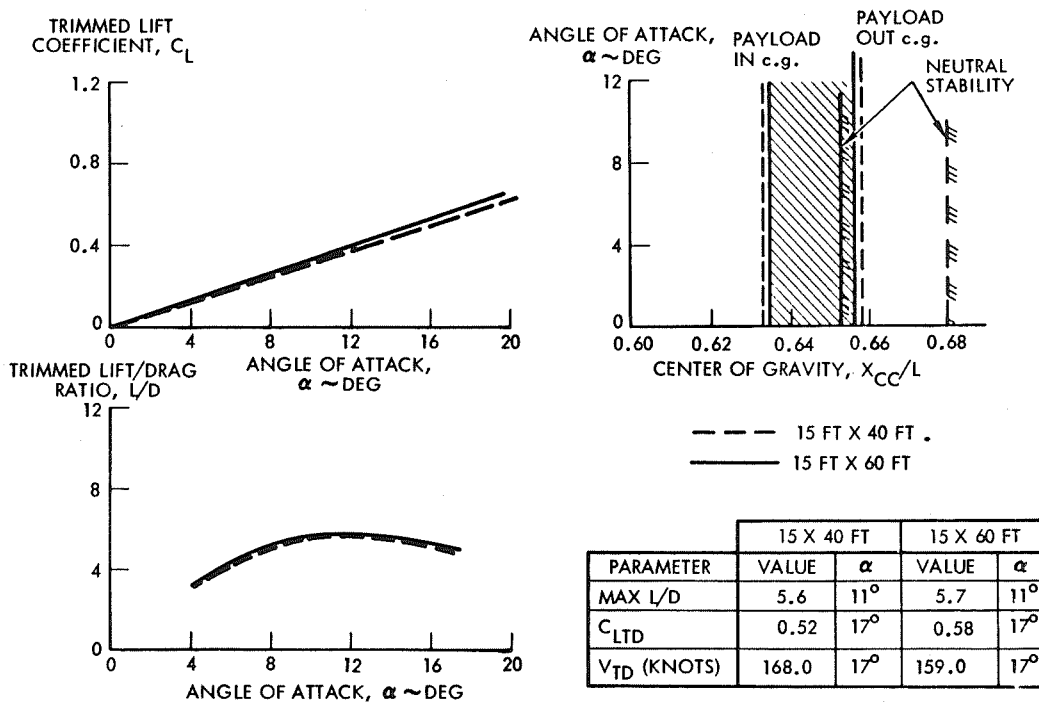 TRIMMED LIFT
COEFFICIENT, CL
1.2
0.8
0.4
0
0 4 8 12 16 20
ANGLE OF ATTACK,
α ~ DEG
TRIMMED LIFT/DRAG
RATIO, L/D
12
8
4
0
0 4 8 12 16 20
ANGLE OF ATTACK, α ~ DEG
ANGLE OF ATTACK,
α ~ DEG
PAYLOAD
IN c.g.
PAYLOAD
OUT c.g.
NEUTRAL
STABILITY
12
8
4
0
0.60 0.62 0.64 0.66 0.68
CENTER OF GRAVITY, XCC/L
15 FT X 40 FT .
15 FT X 60 FT
15 X 40 FT 15 X 60 FT
PARAMETER VALUE α VALUE α
MAX L/D 5.6 11° 5.7 11°
CLTD 0.52 17° 0.58 17°
VTD (KNOTS) 168.0 17° 159.0 17°